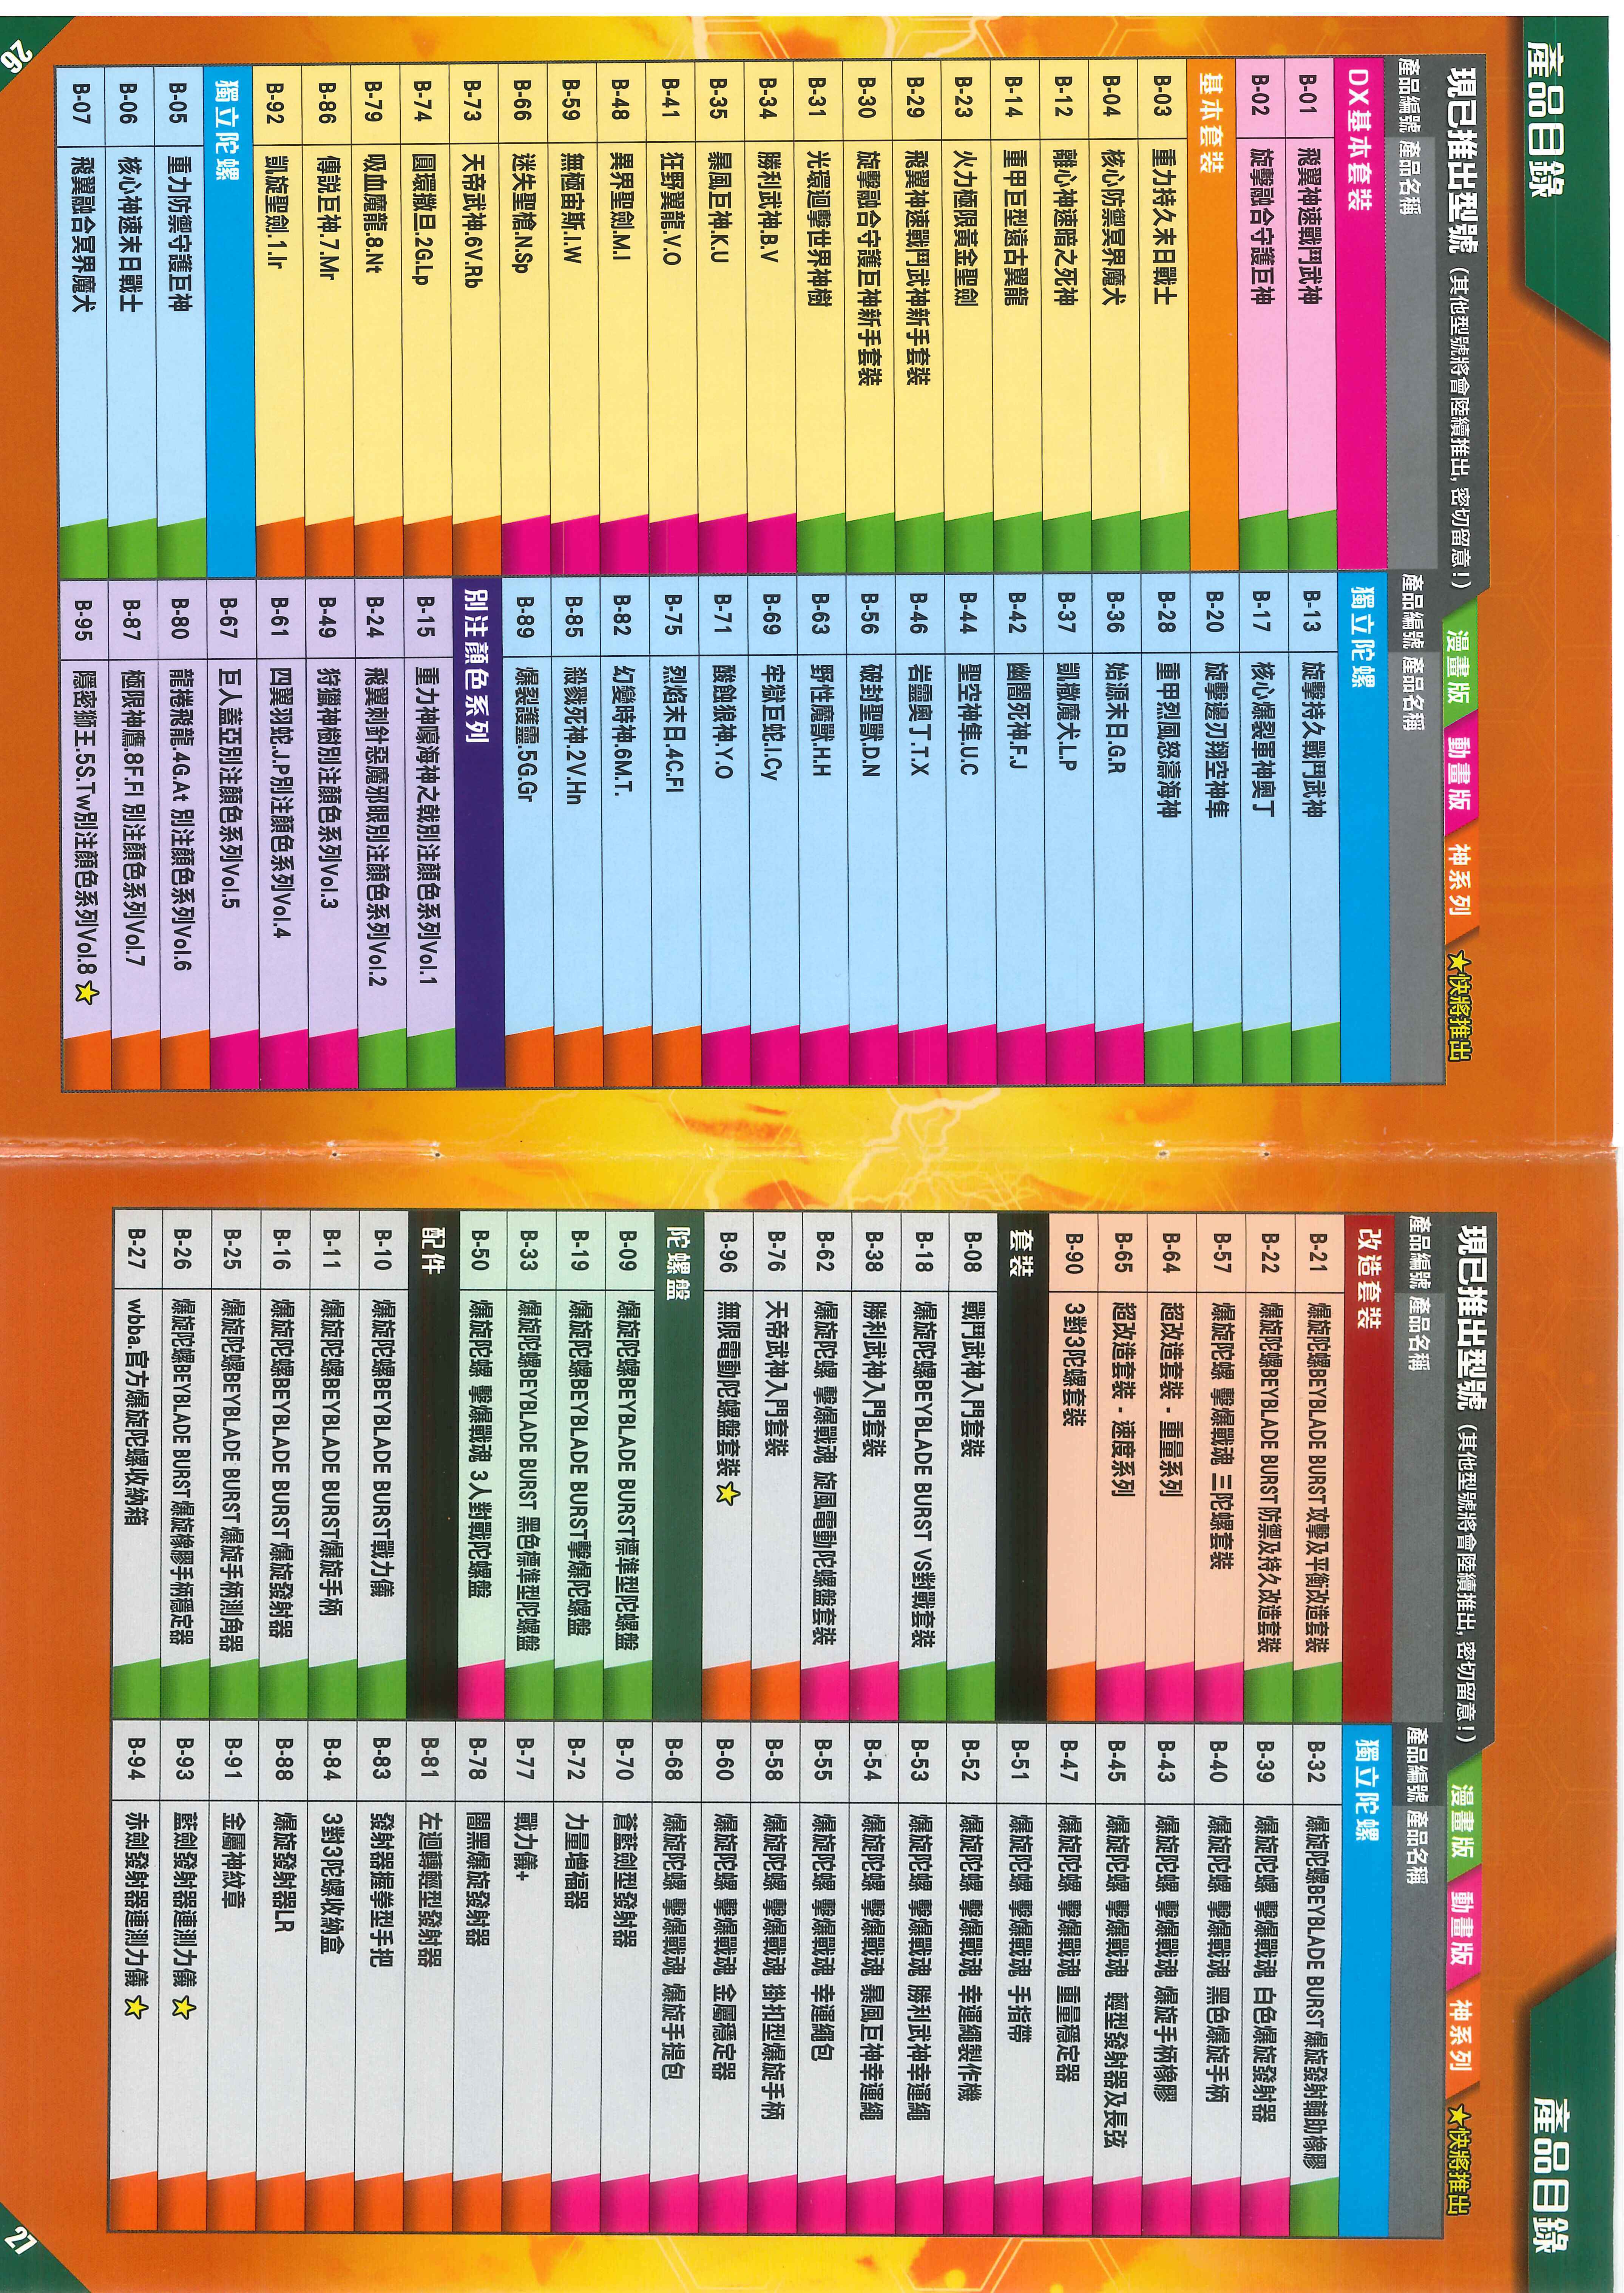 產品目錄
現已推出型號 (其他型號將會陸續推出, 密切留意!) 漫畫版 動畫版 神系列 ★快將推出
產品編號 產品名稱
DX基本套裝
B-01 飛翼神速戰鬥武神
B-02 旋擊融合守護巨神
基本套裝
B-03 重力持久末日戰士
B-04 核心防禦冥界魔犬
B-12 離心神速暗之死神
B-14 重甲巨型遠古翼龍
B-23 火力極限黃金聖劍
B-29 飛翼神速戰鬥武神新手套裝
B-30 旋擊融合守護巨神新手套裝
B-31 光環迴擊世界神樹
B-34 勝利武神.B.V
B-35 暴風巨神.K.U
B-41 狂野翼龍.V.O
B-48 異界聖劍.M.I
B-59 無極宙斯.I.W
B-66 迷失聖槍.N.Sp
B-73 天帝武神.6V.Rb
B-74 圓環撒旦.2G.Lp
B-79 吸血魔龍.8.Nt
B-86 傳説巨神.7.Mr
B-92 凱旋聖劍.1.Ir
獨立陀螺
B-05 重力防禦守護巨神
B-06 核心神速末日戰士
B-07 飛翼融合冥界魔犬
產品編號 產品名稱
獨立陀螺
B-13 旋擊持久戰鬥武神
B-17 核心爆裂軍神奧丁
B-20 旋擊邊刃翔空神隼
B-28 重甲烈風怒濤海神
B-36 始源末日.G.R
B-37 凱撒魔犬.L.P
B-42 幽闇死神.F.J
B-44 聖空神隼.U.C
B-46 岩靈奧丁.T.X
B-56 破封聖獸.D.N
B-63 野性魔獸.H.H
B-69 牢獄巨蛇.I.Cy
B-71 酸蝕狼神.Y.O
B-75 烈焰末日.4C.Fl
B-82 幻變時神.6M.T.
B-85 殺戮死神.2V.Hn
B-89 爆裂護靈.5G.Gr
別注顏色系列
B-15 重力神嚎海神之戟別注顏色系列Vol.1
B-24 飛翼刺針惡魔邪眼別注顏色系列Vol.2
B-49 狩獵神樹別注顏色系列Vol.3
B-61 四翼羽蛇.J.P別注顏色系列Vol.4
B-67 巨人蓋亞別注顏色系列Vol.5
B-80 龍捲飛龍.4G.At 別注顏色系列Vol.6
B-87 極限神鷹.8F.Fl 別注顏色系列Vol.7
B-95 隱密獅王.5S.Tw別注顏色系列Vol.8 ★
26
產品目錄
現已推出型號 (其他型號將會陸續推出, 密切留意!) 漫畫版 動畫版 神系列 ★快將推出
產品編號 產品名稱
改造套裝
B-21 爆旋陀螺BEYBLADE BURST 攻擊及平衡改造套裝
B-22 爆旋陀螺BEYBLADE BURST 防禦及持久改造套裝
B-57 爆旋陀螺 擊爆戰魂 三陀螺套裝
B-64 超改造套裝 - 重量系列
B-65 超改造套裝 - 速度系列
B-90 3對3陀螺套裝
套裝
B-08 戰鬥武神入門套裝
B-18 爆旋陀螺BEYBLADE BURST VS對戰套裝
B-38 勝利武神入門套裝
B-62 爆旋陀螺 擊爆戰魂 旋風電動陀螺盤套裝
B-76 天帝武神入門套裝
B-96 無限電動陀螺盤套裝 ★
陀螺盤
B-09 爆旋陀螺BEYBLADE BURST標準型陀螺盤
B-19 爆旋陀螺BEYBLADE BURST擊爆陀螺盤
B-33 爆旋陀螺BEYBLADE BURST 黑色標準型陀螺盤
B-50 爆旋陀螺 擊爆戰魂 3人對戰陀螺盤
配件
B-10 爆旋陀螺BEYBLADE BURST戰力儀
B-11 爆旋陀螺BEYBLADE BURST爆旋手柄
B-16 爆旋陀螺BEYBLADE BURST 爆旋發射器
B-25 爆旋陀螺BEYBLADE BURST 爆旋手柄測角器
B-26 爆旋陀螺BEYBLADE BURST 爆旋橡膠手柄穩定器
B-27 wbba.官方爆旋陀螺收納箱
產品編號 產品名稱
獨立陀螺
B-32 爆旋陀螺BEYBLADE BURST 爆旋發射輔助橡膠
B-39 爆旋陀螺 擊爆戰魂 白色爆旋發射器
B-40 爆旋陀螺 擊爆戰魂 黑色爆旋手柄
B-43 爆旋陀螺 擊爆戰魂 爆旋手柄橡膠
B-45 爆旋陀螺 擊爆戰魂 輕型發射器及長弦
B-47 爆旋陀螺 擊爆戰魂 重量穩定器
B-51 爆旋陀螺 擊爆戰魂 手指帶
B-52 爆旋陀螺 擊爆戰魂 幸運繩製作機
B-53 爆旋陀螺 擊爆戰魂 勝利武神幸運繩
B-54 爆旋陀螺 擊爆戰魂 暴風巨神幸運繩
B-55 爆旋陀螺 擊爆戰魂 幸運繩包
B-58 爆旋陀螺 擊爆戰魂 掛扣型爆旋手柄
B-60 爆旋陀螺 擊爆戰魂 金屬穩定器
B-68 爆旋陀螺 擊爆戰魂 爆旋手提包
B-70 蒼藍劍型發射器
B-72 力量增福器
B-77 戰力儀+
B-78 闇黑爆旋發射器
B-81 左迴轉輕型發射器
B-83 發射器握拳型手把
B-84 3對3陀螺收納盒
B-88 爆旋發射器LR
B-91 金屬神紋章
B-93 藍劍發射器連測力儀 ★
B-94 赤劍發射器連測力儀 ★
27